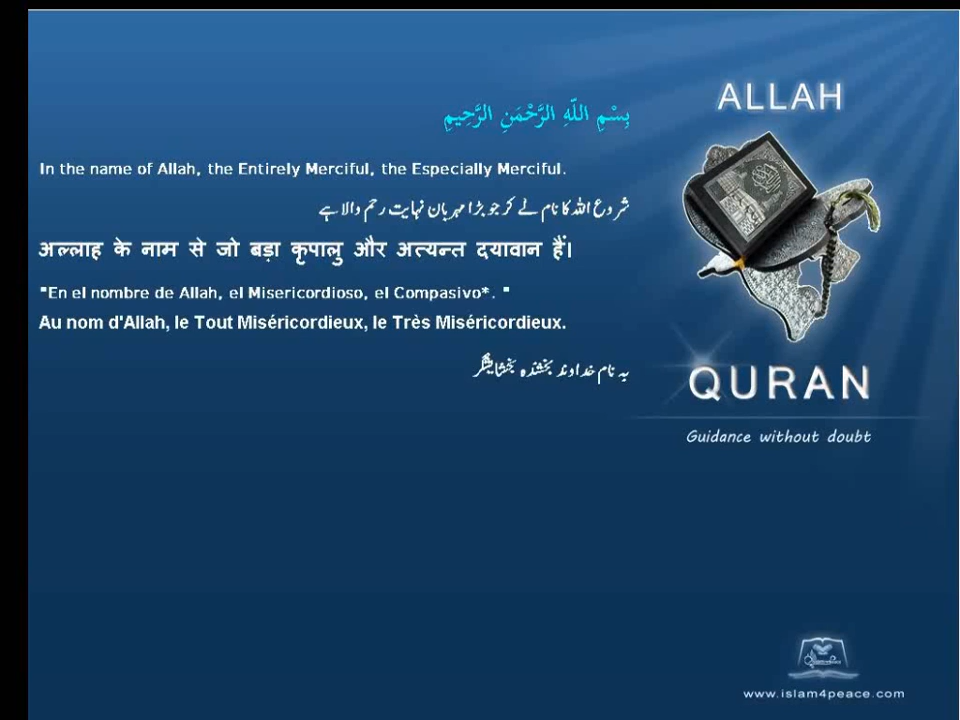 بِسْمِ اللَّهِ الرَّحْمَنِ الرَّحِيمِ
In the name of Allah, the Entirely Merciful, the Especially Merciful.
شروع الله کا نام لے کر جو بڑا مہربان نہایت رحم والا ہے
अल्लाह के नाम से जो बड़ा कृपालु और अत्यन्त दयावान हैं।
"En el nombre de Allah, el Misericordioso, el Compasivo*. "
Au nom d'Allah, le Tout Miséricordieux, le Très Miséricordieux.
به نام خداوند بخشنده بخشایشگر
ALLAH
QURAN
Guidance without doubt
www.islam4peace.com